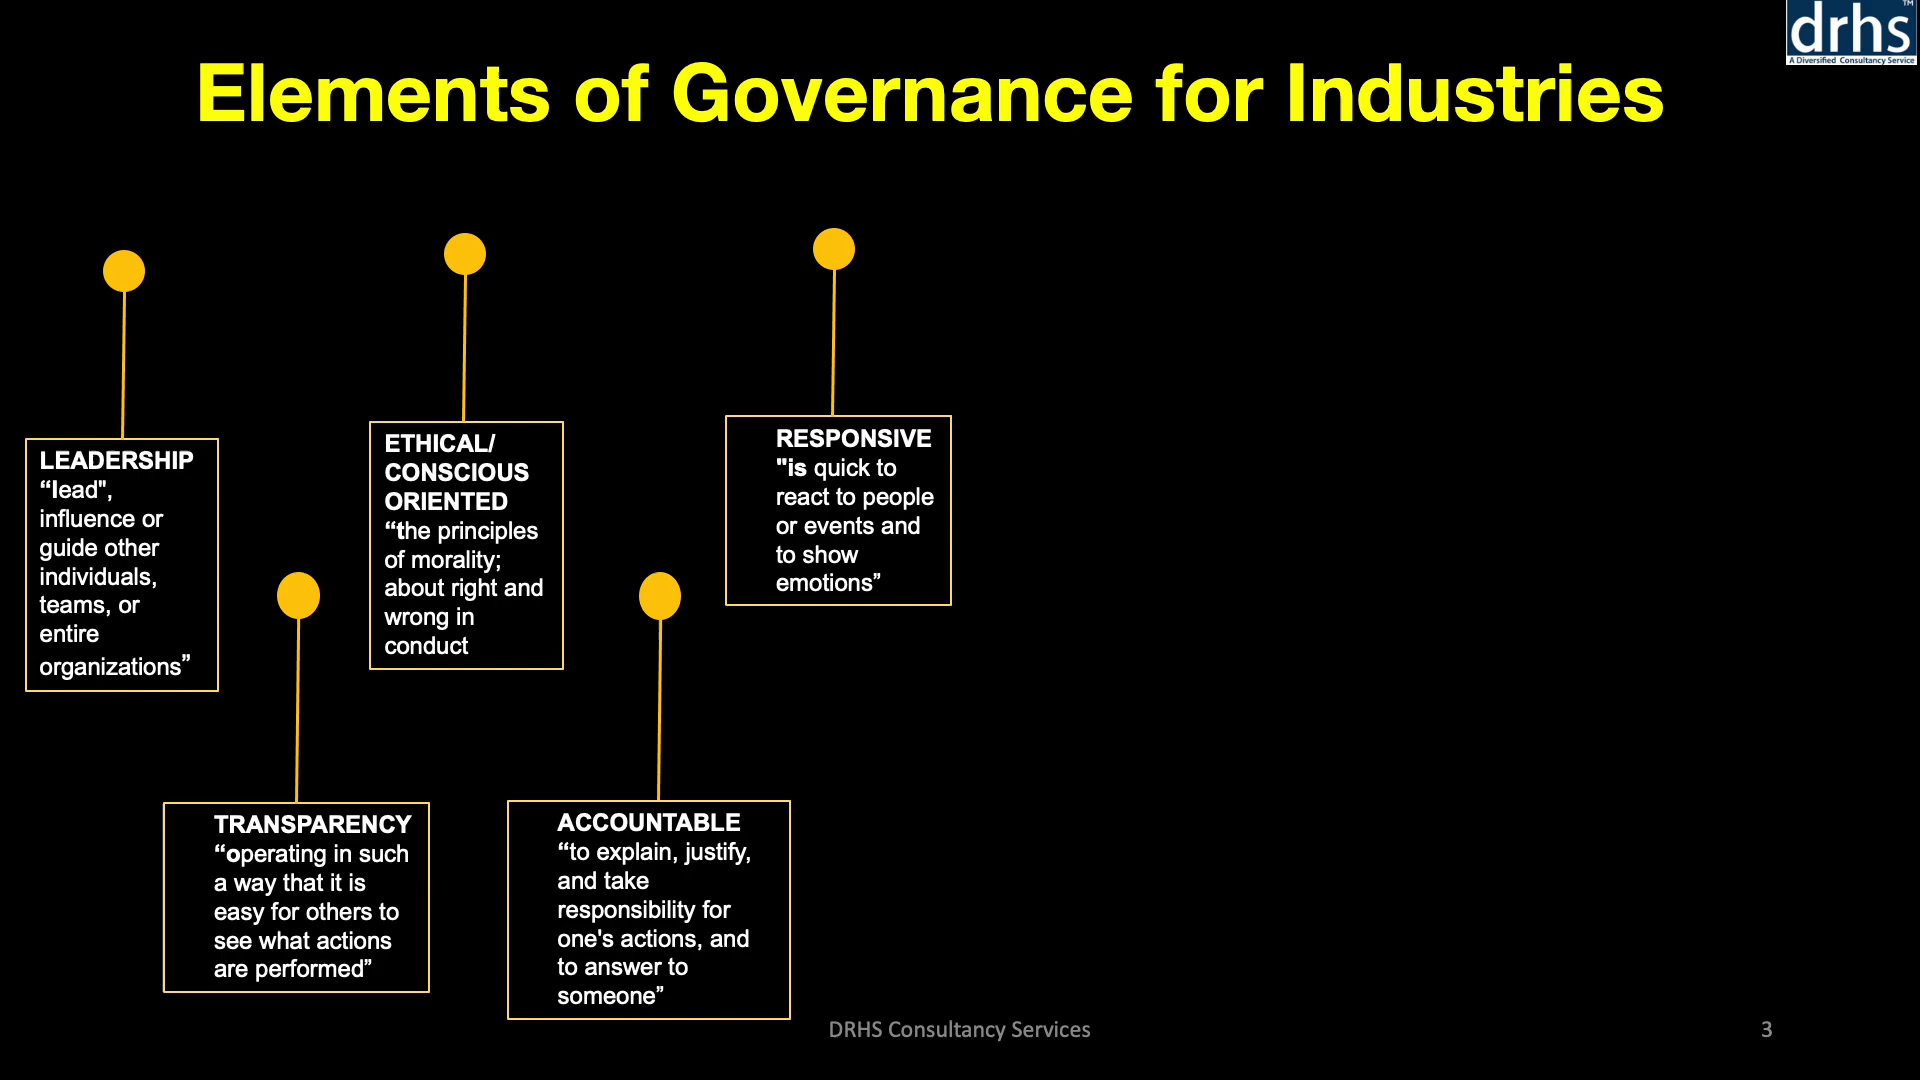 drhs™
A Diversified Consultancy Service
Elements of Governance for Industries
LEADERSHIP
“lead",
influence or
guide other
individuals,
teams, or
entire
organizations”
TRANSPARENCY
“operating in such
a way that it is
easy for others to
see what actions
are performed”
ETHICAL/
CONSCIOUS
ORIENTED
“the principles
of morality;
about right and
wrong in
conduct
ACCOUNTABLE
“to explain, justify,
and take
responsibility for
one's actions, and
to answer to
someone”
RESPONSIVE
"is quick to
react to people
or events and
to show
emotions”
DRHS Consultancy Services
3